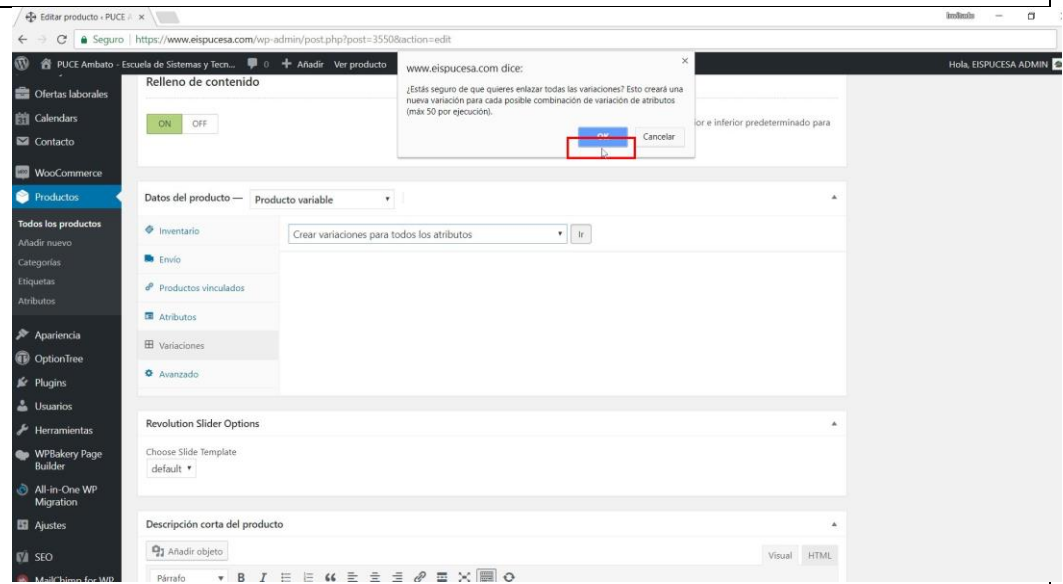 Editar producto ‹ PUCE A
Invitado
Seguro | https://www.eispucesa.com/wp-admin/post.php?post=3550&action=edit
PUCE Ambato - Escuela de Sistemas y Tecn... 0 + Añadir Ver producto
Hola, EISPUCESA ADMIN
www.eispucesa.com dice:
¿Estás seguro de que quieres enlazar todas las variaciones? Esto creará una
nueva variación para cada posible combinación de variación de atributos
(máx 50 por ejecución).
OK Cancelar
Ofertas laborales
Calendars
Contacto
WooCommerce
Productos
Todos los productos
Añadir nuevo
Categorías
Etiquetas
Atributos
Apariencia
OptionTree
Plugins
Usuarios
Herramientas
WPBakery Page
Builder
All-in-One WP
Migration
Ajustes
SEO
MailChimp for WP
Relleno de contenido
ON OFF
ior e inferior predeterminado para
Datos del producto — Producto variable
Inventario
Envío
Productos vinculados
Atributos
Variaciones
Avanzado
Crear variaciones para todos los atributos Ir
Revolution Slider Options
Choose Slide Template
default
Descripción corta del producto
Añadir objeto
Visual HTML
Párrafo B I